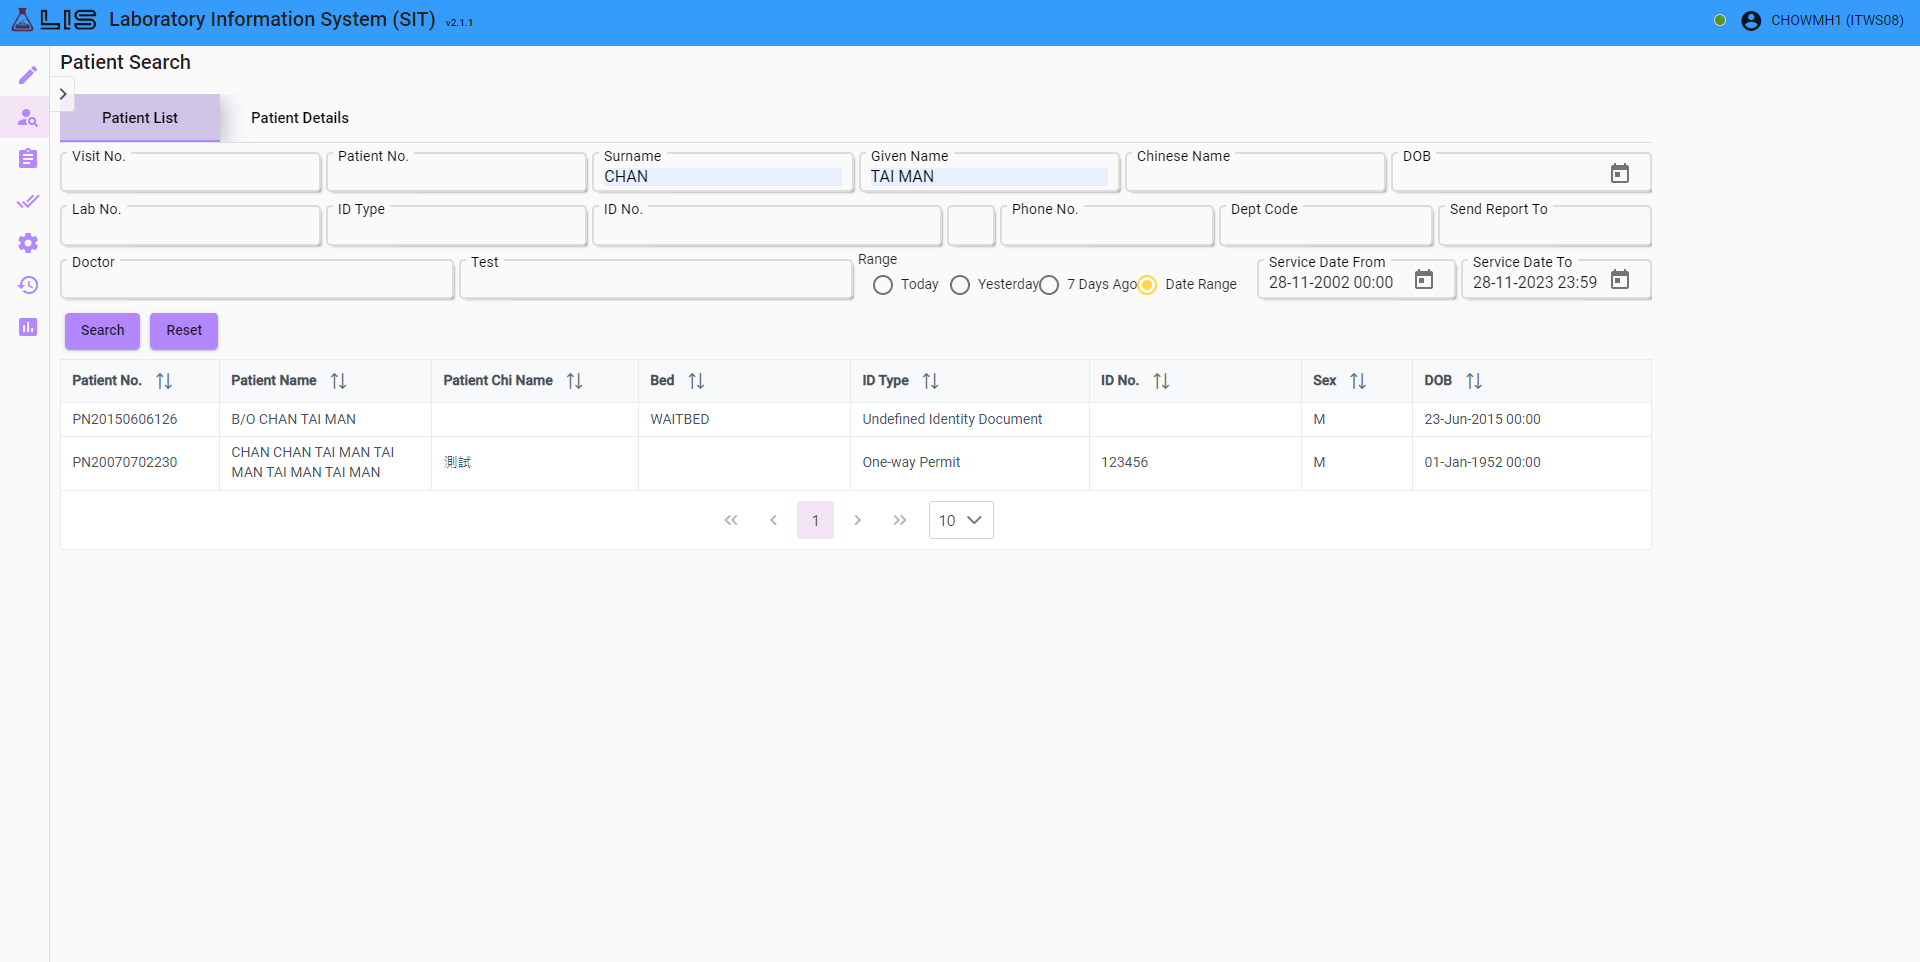 LIS Laboratory Information System (SIT) v2.1.1
CHOWMH1 (ITWS08)
Patient Search
Patient List
Patient Details
Visit No.
Patient No.
Surname
CHAN
Given Name
TAI MAN
Chinese Name
DOB
Lab No.
ID Type
ID No.
Phone No.
Dept Code
Send Report To
Doctor
Test
Range
Today
Yesterday
7 Days Ago
Date Range
Service Date From
28-11-2002 00:00
Service Date To
28-11-2023 23:59
Search
Reset
Patient No. Patient Name Patient Chi Name Bed ID Type ID No. Sex DOB
PN20150606126 B/O CHAN TAI MAN WAITBED Undefined Identity Document M 23-Jun-2015 00:00
PN20070702230 CHAN CHAN TAI MAN TAI
MAN TAI MAN TAI MAN 測試 One-way Permit 123456 M 01-Jan-1952 00:00
1
10